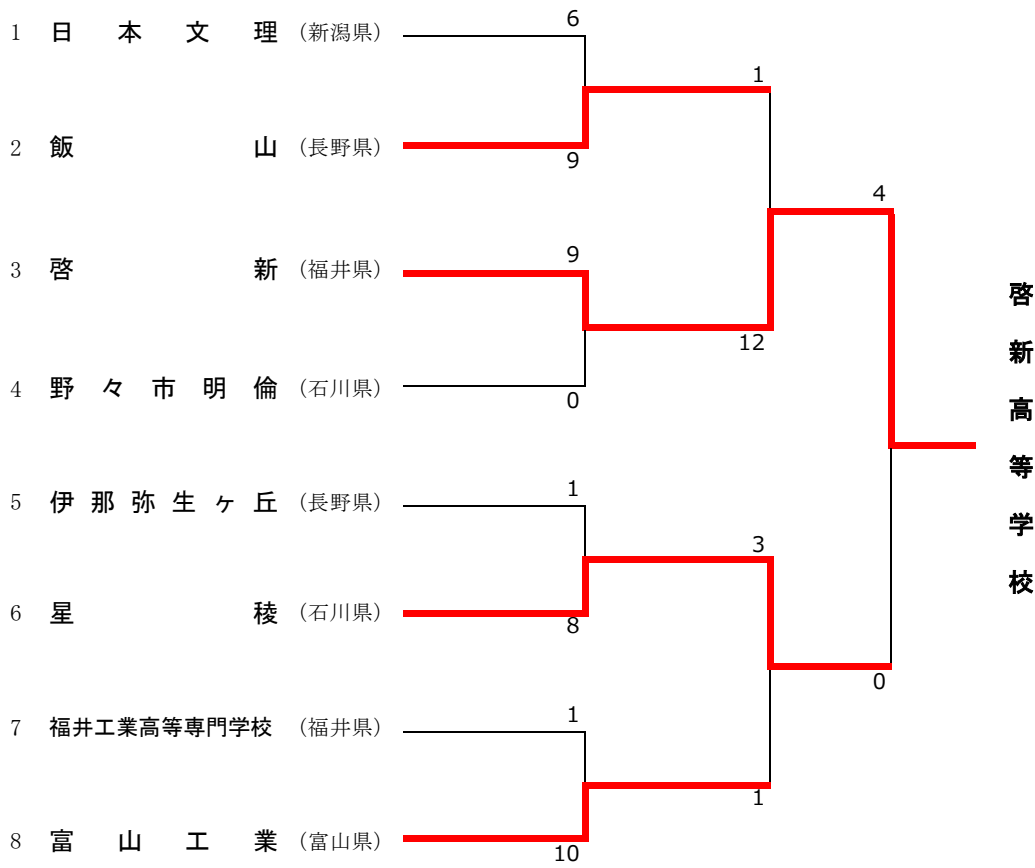 6
1 日本文理 (新潟県)
1
2 飯山 (長野県)
9
4
9
3 啓新 (福井県)
12
4 野々市明倫 (石川県)
0
1
5 伊那弥生ヶ丘 (長野県)
3
6 星稜 (石川県)
8
0
1
7 福井工業高等専門学校 (福井県)
1
8 富山工業 (富山県)
10
啓新高等学校